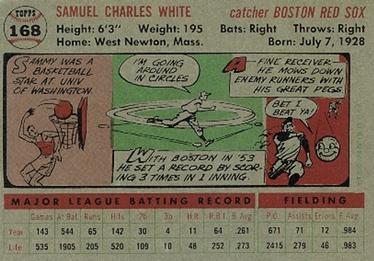 TOPPS
168
SAMUEL CHARLES WHITE
catcher BOSTON RED SOX
Height: 6'3" Weight: 195 Bats: Right Throws: Right
Home: West Newton, Mass. Born: July 7, 1928
SAMMY WAS A
BASKETBALL
STAR AT UNIV
OF WASHINGTON.
I'M GOING
AROUND
IN CIRCLES
WITH BOSTON IN '53
HE SET A RECORD BY SCOR-
ING 3 TIMES IN 1 INNING.
A FINE RECEIVER—
HE MOWS DOWN
ENEMY RUNNERS WITH
HIS GREAT PEGS.
BET I
BEAT YA!
MAJOR LEAGUE BATTING RECORD FIELDING
Games At Bat Runs Hits 2b 3b H.R. R.B.I. B.Avg. P.O. Assists Errors F.Avg.
Year 143 544 65 142 30 4 11 64 .261 671 71 12 .984
Life 535 1905 205 520 109 10 48 252 .273 2415 279 46 .983